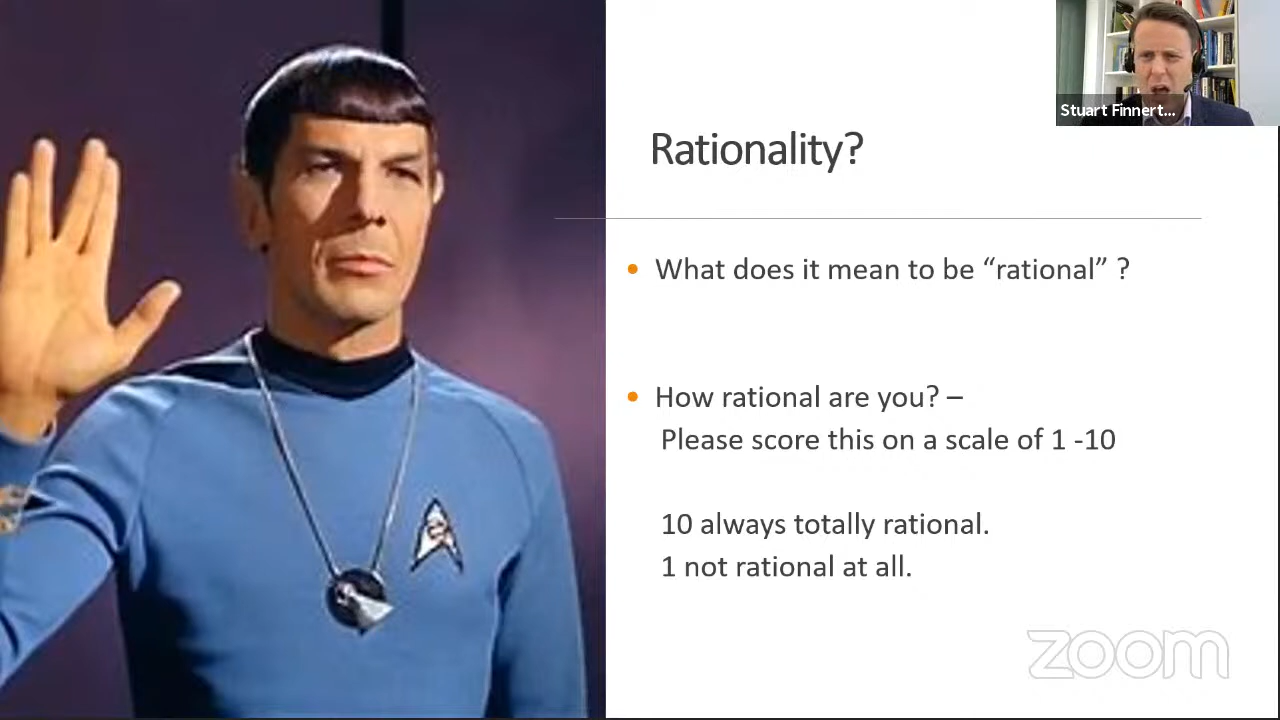 Stuart Finnert...
Rationality?
• What does it mean to be “rational” ?
• How rational are you? –
Please score this on a scale of 1 -10
10 always totally rational.
1 not rational at all.
zoom